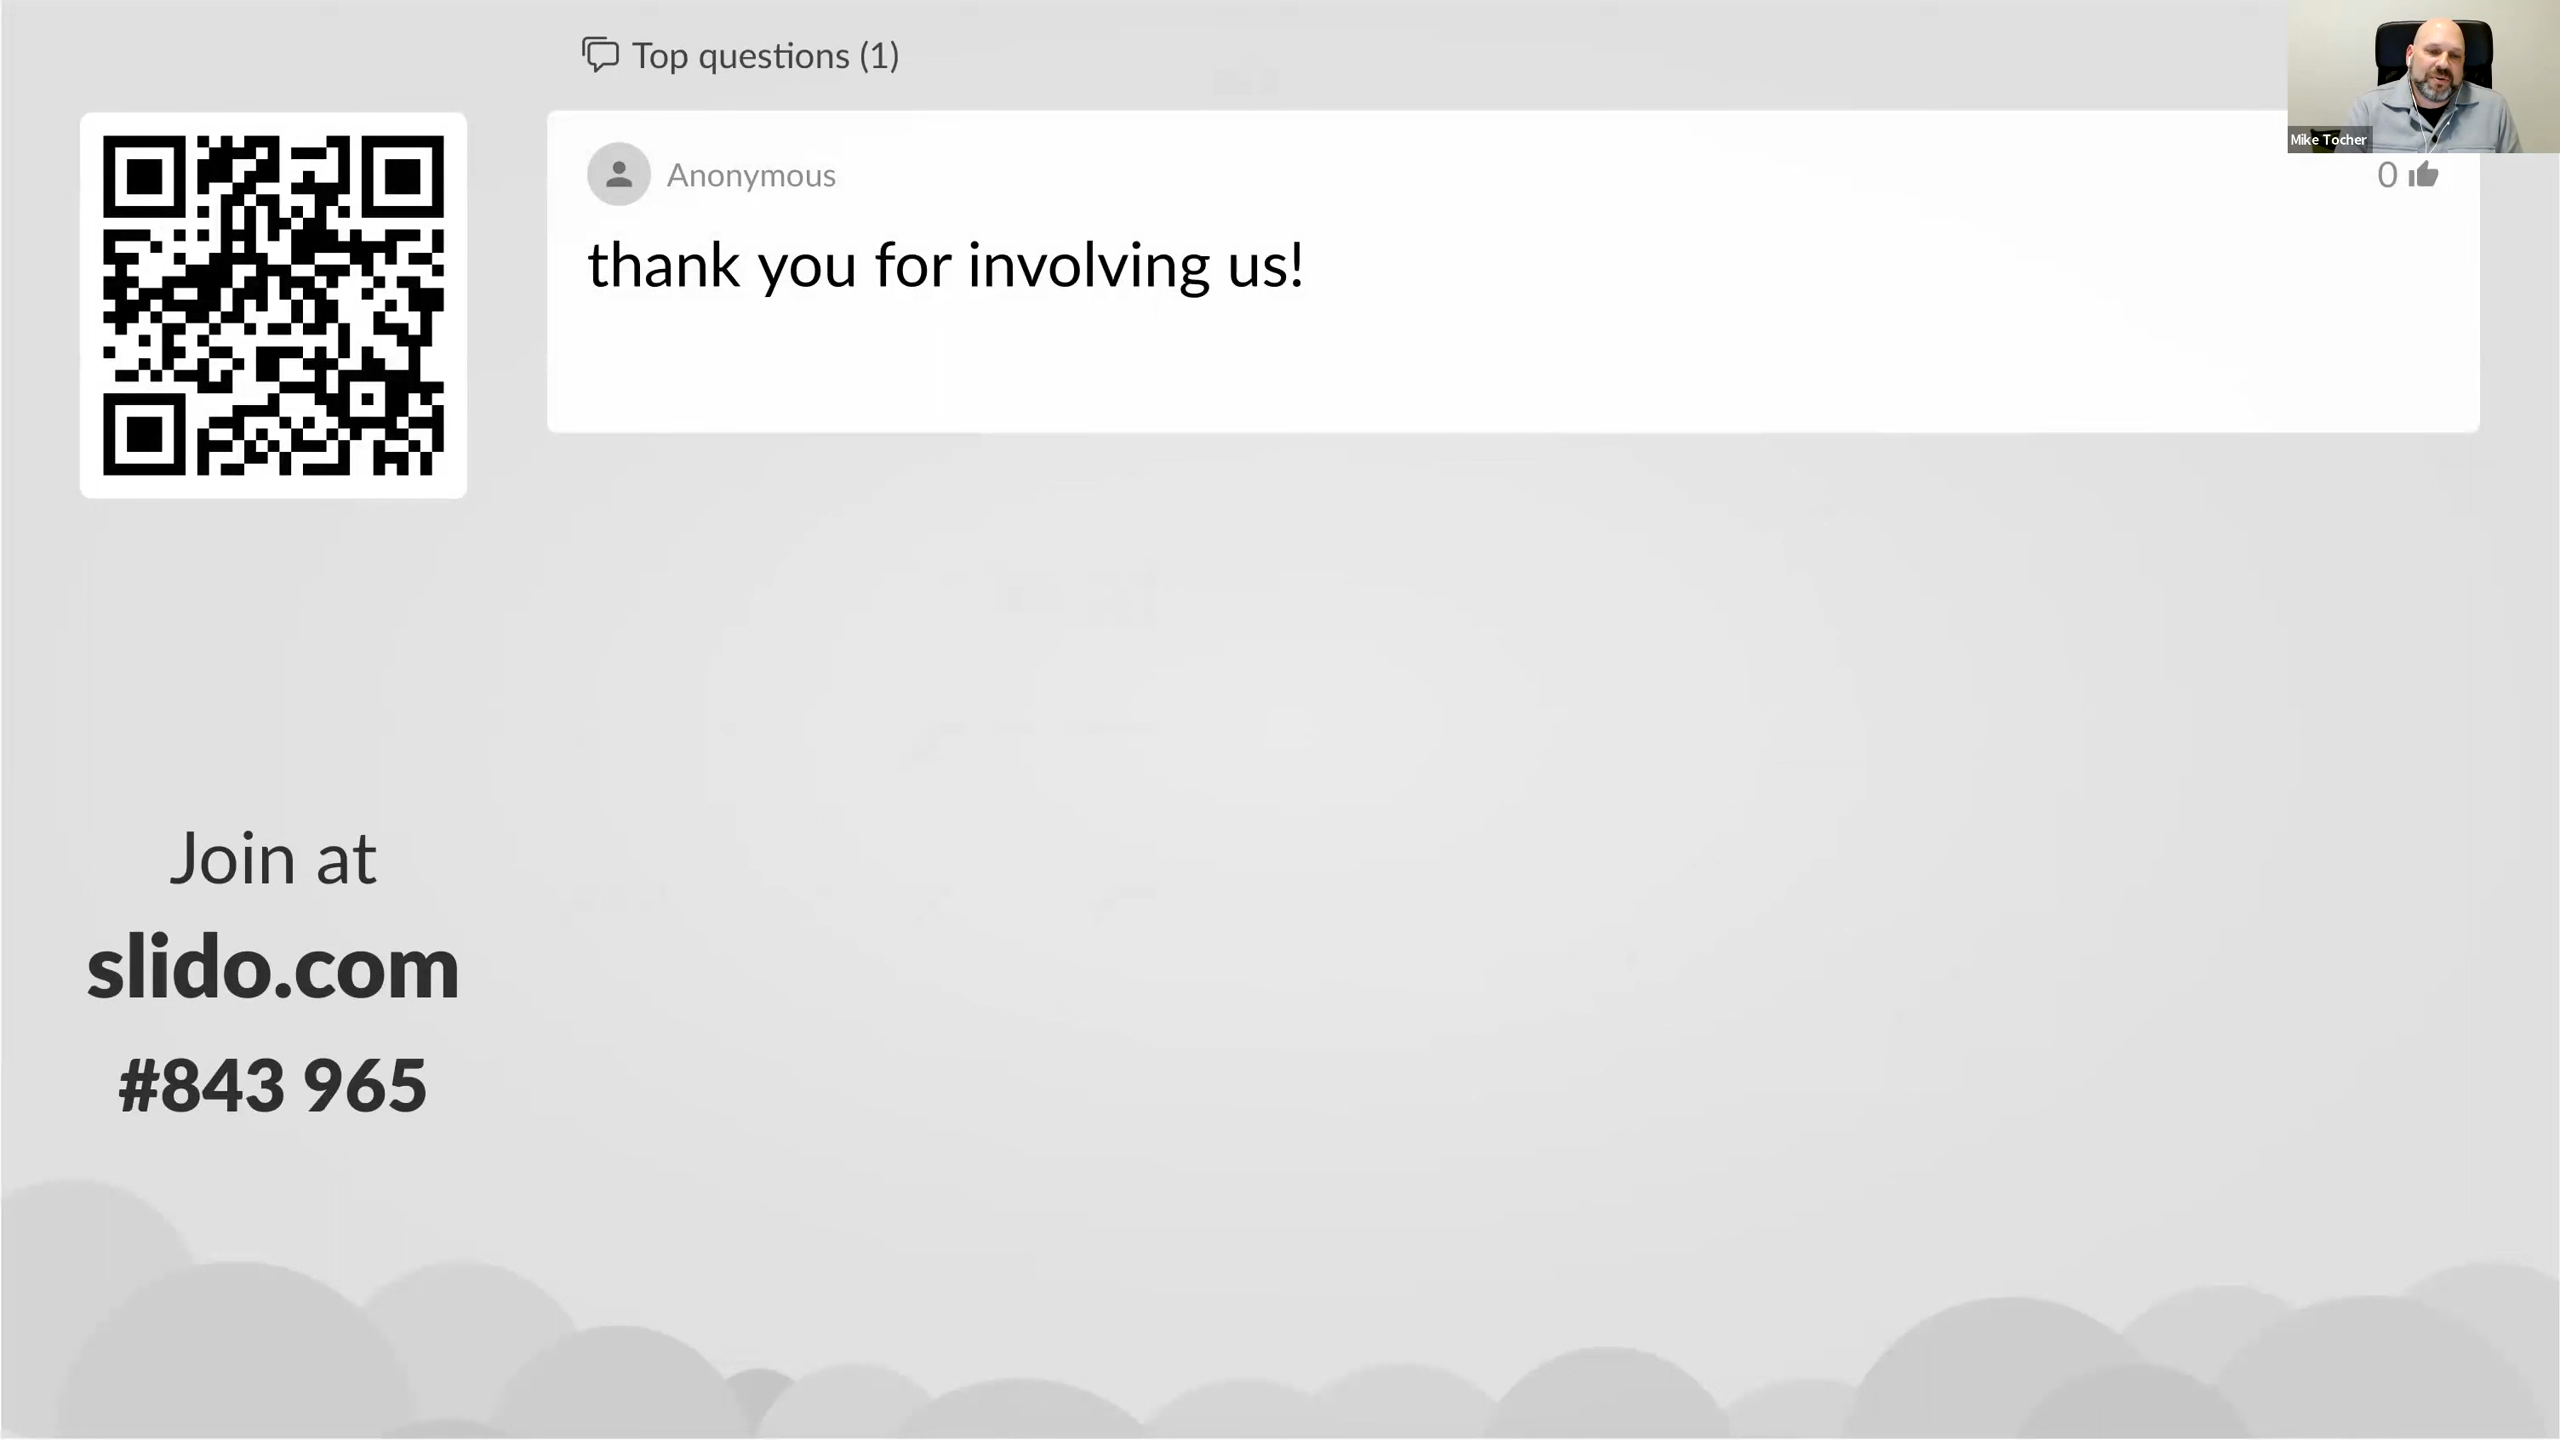 Top questions (1)
Mike Tocher
Anonymous
0
thank you for involving us!
Join at
slido.com
#843 965